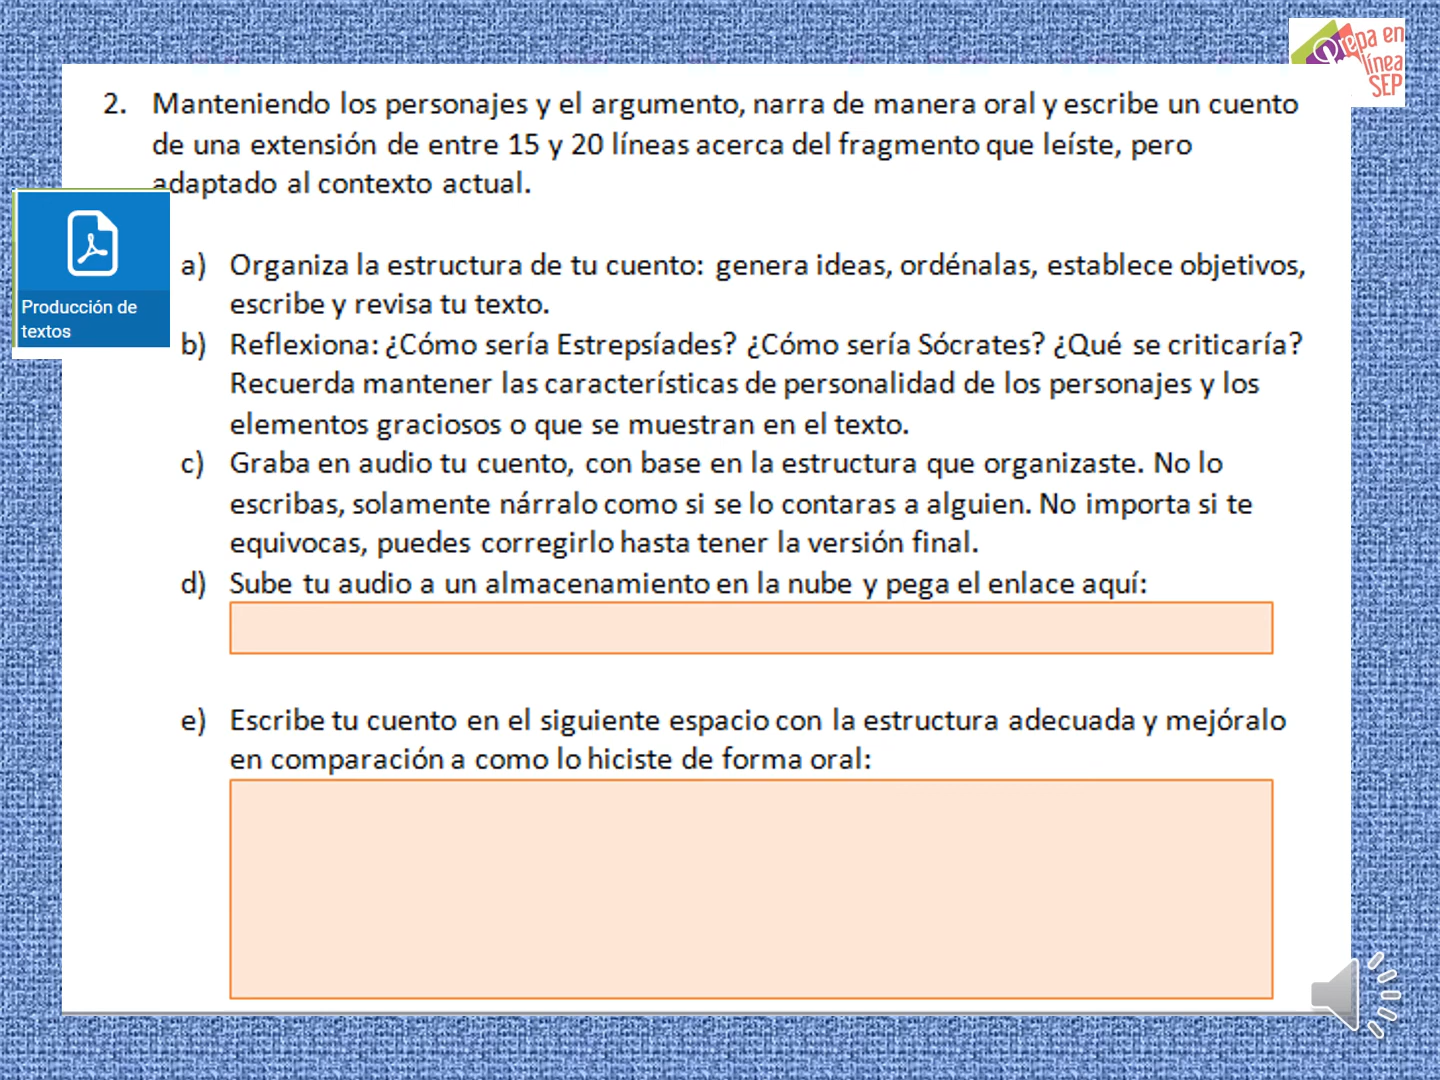 Prepa en
línea
SEP
2. Manteniendo los personajes y el argumento, narra de manera oral y escribe un cuento
de una extensión de entre 15 y 20 líneas acerca del fragmento que leíste, pero
adaptado al contexto actual.
Producción de
textos
a) Organiza la estructura de tu cuento: genera ideas, ordénalas, establece objetivos,
escribe y revisa tu texto.
b) Reflexiona: ¿Cómo sería Estrepsíades? ¿Cómo sería Sócrates? ¿Qué se criticaría?
Recuerda mantener las características de personalidad de los personajes y los
elementos graciosos o que se muestran en el texto.
c) Graba en audio tu cuento, con base en la estructura que organizaste. No lo
escribas, solamente nárralo como si se lo contaras a alguien. No importa si te
equivocas, puedes corregirlo hasta tener la versión final.
d) Sube tu audio a un almacenamiento en la nube y pega el enlace aquí:
e) Escribe tu cuento en el siguiente espacio con la estructura adecuada y mejóralo
en comparación a como lo hiciste de forma oral: